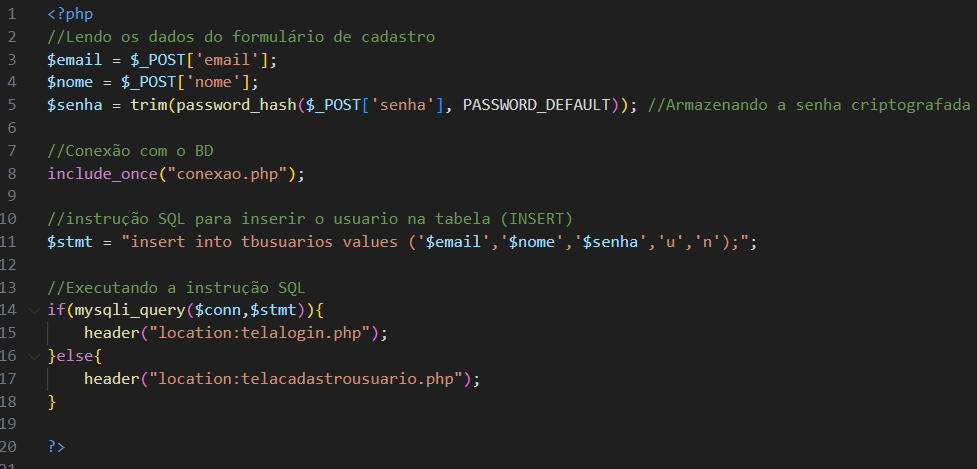 1 <?php
2 //Lendo os dados do formulário de cadastro
3 $email = $_POST['email'];
4 $nome = $_POST['nome'];
5 $senha = trim(password_hash($_POST['senha'], PASSWORD_DEFAULT)); //Armazenando a senha criptografada
6
7 //Conexão com o BD
8 include_once("conexao.php");
9
10 //instrução SQL para inserir o usuario na tabela (INSERT)
11 $stmt = "insert into tbusuarios values ('$email','$nome','$senha','u','n');";
12
13 //Executando a instrução SQL
14 if(mysqli_query($conn,$stmt)){
15     header("location:telalogin.php");
16 }else{
17     header("location:telacadastrousuario.php");
18 }
19
20 ?>
21